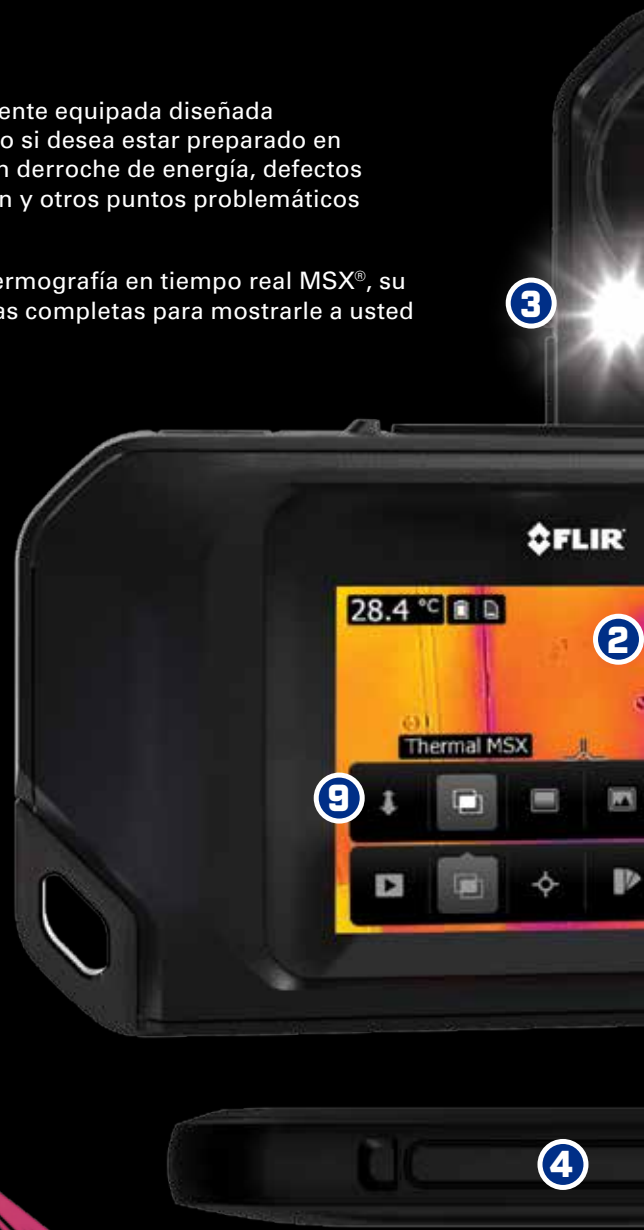 ente equipada diseñada
o si desea estar preparado en
n derroche de energía, defectos
n y otros puntos problemáticos
ermografía en tiempo real MSX®, su
as completas para mostrarle a usted
3
FLIR
28.4 °C
2
Thermal MSX
9
4